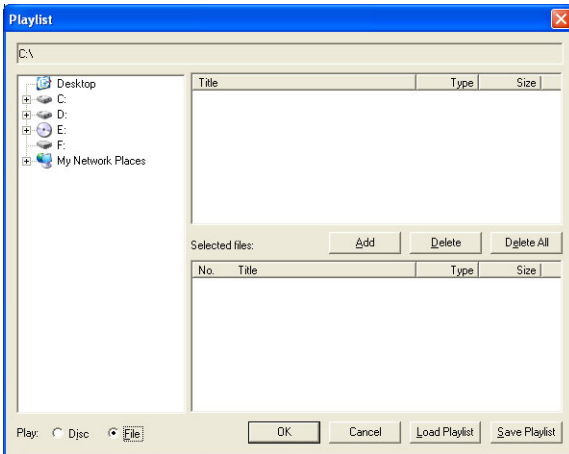 Playlist
C:\
Desktop
C:
D:
E:
F:
My Network Places
Title Type Size
Selected files: Add Delete Delete All
No. Title Type Size
Play: Disc File OK Cancel Load Playlist Save Playlist